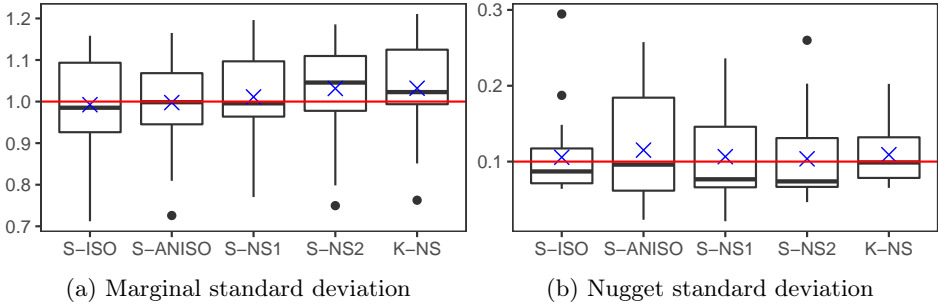 1.2
1.1
1.0
0.9
0.8
0.7
S−ISO S−ANISO S−NS1 S−NS2 K−NS
(a) Marginal standard deviation
0.3
0.2
0.1
S−ISO S−ANISO S−NS1 S−NS2 K−NS
(b) Nugget standard deviation